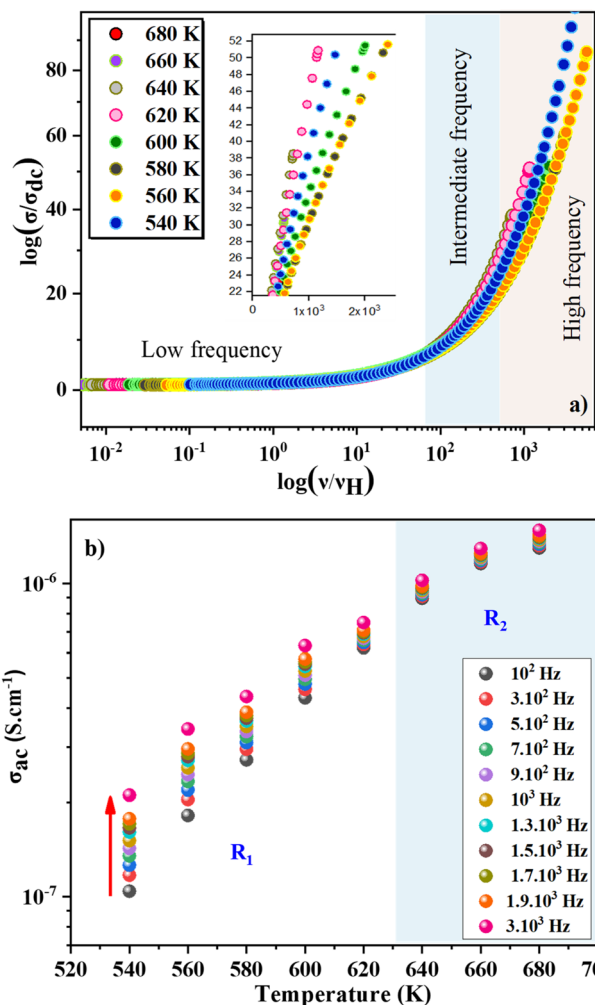 680 K
660 K
640 K
620 K
600 K
580 K
560 K
540 K
52
50
48
46
44
42
40
38
36
34
32
30
28
26
24
22
0
1x10³
2x10³
log(σ/σdc)
80
60
40
20
0
Low frequency
Intermediate frequency
High frequency
a)
10⁻² 10⁻¹ 10⁰ 10¹ 10² 10³
log(ν/νH)
b)
σac (S.cm⁻¹)
10⁻⁶
10⁻⁷
R₁
R₂
10² Hz
3.10² Hz
5.10² Hz
7.10² Hz
9.10² Hz
10³ Hz
1.3.10³ Hz
1.5.10³ Hz
1.7.10³ Hz
1.9.10³ Hz
3.10³ Hz
520 540 560 580 600 620 640 660 680
Temperature (K)